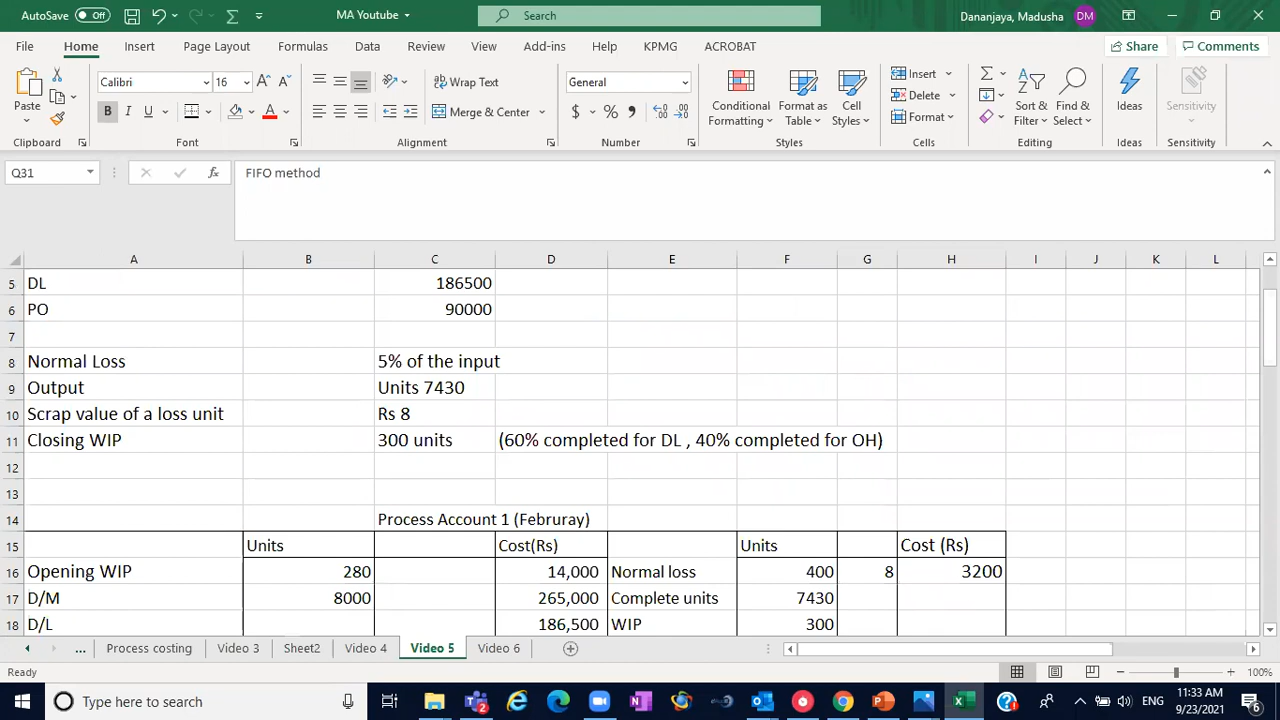 AutoSave Off MA Youtube Search Dananjaya, Madusha DM
File Home Insert Page Layout Formulas Data Review View Add-ins Help KPMG ACROBAT Share Comments
Paste Calibri 16 Wrap Text General Conditional Formatting Format as Table Cell Styles Insert Sort & Filter Find & Select Ideas Sensitivity
B I U A Merge & Center $ % Delete
Format
Clipboard Font Alignment Number Styles Cells Editing Ideas Sensitivity
Q31 fx FIFO method
A B C D E F G H I J K L
5 DL 186500
6 PO 90000
7
8 Normal Loss 5% of the input
9 Output Units 7430
10 Scrap value of a loss unit Rs 8
11 Closing WIP 300 units (60% completed for DL , 40% completed for OH)
12
13
14 Process Account 1 (Februray)
15 Units Cost(Rs) Units Cost (Rs)
16 Opening WIP 280 14,000 Normal loss 400 8 3200
17 D/M 8000 265,000 Complete units 7430
18 D/L 186,500 WIP 300
... Process costing Video 3 Sheet2 Video 4 Video 5 Video 6
Ready 100%
Type here to search ENG 11:33 AM 9/23/2021 6